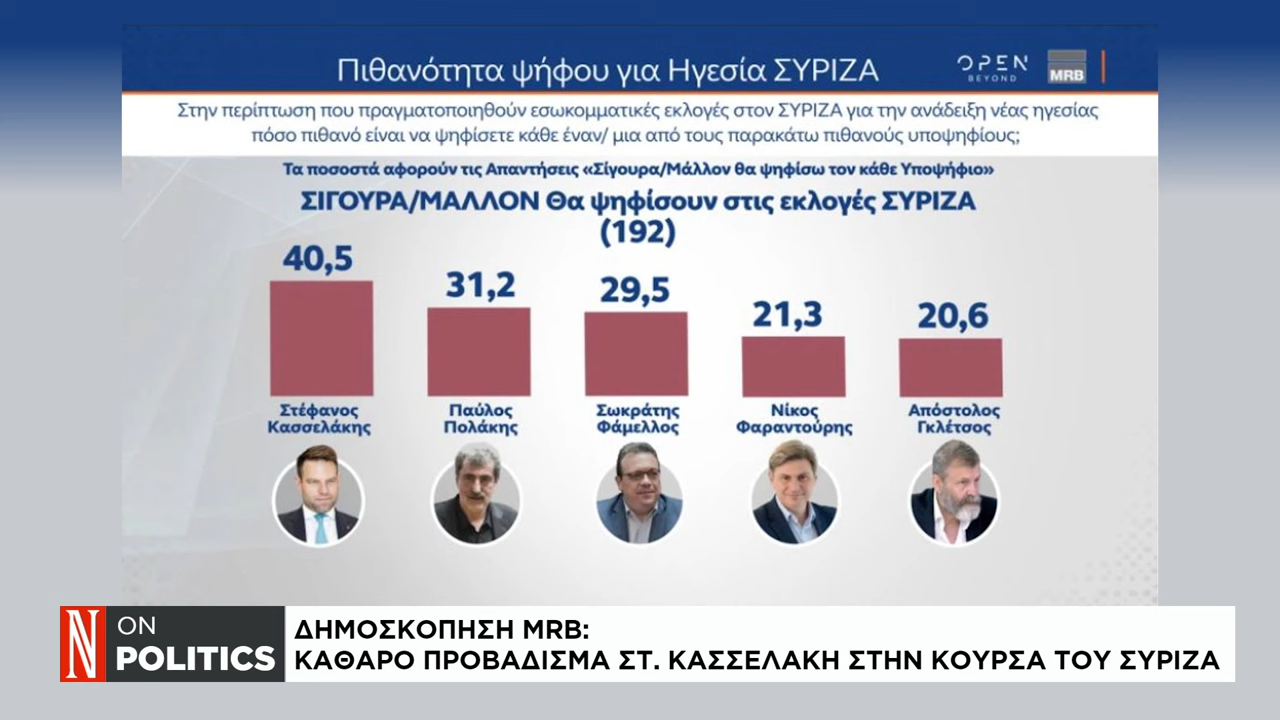 Πιθανότητα ψήφου για Ηγεσία ΣΥΡΙΖΑ
OPEN
BEYOND
MRB
Στην περίπτωση που πραγματοποιηθούν εσωκομματικές εκλογές στον ΣΥΡΙΖΑ για την ανάδειξη νέας ηγεσίας
πόσο πιθανό είναι να ψηφίσετε κάθε έναν/ μια από τους παρακάτω πιθανούς υποψηφίους;
Τα ποσοστά αφορούν τις Απαντήσεις «Σίγουρα/Μάλλον θα ψηφίσω τον κάθε Υποψήφιο»
ΣΙΓΟΥΡΑ/ΜΑΛΛΟΝ Θα ψηφίσουν στις εκλογές ΣΥΡΙΖΑ
(192)
40,5
31,2
29,5
21,3
20,6
Στέφανος
Κασσελάκης
Παύλος
Πολάκης
Σωκράτης
Φάμελλος
Νίκος
Φαραντούρης
Απόστολος
Γκλέτσος
N
ON
POLITICS
ΔΗΜΟΣΚΟΠΗΣΗ MRB:
ΚΑΘΑΡΟ ΠΡΟΒΑΔΙΣΜΑ ΣΤ. ΚΑΣΣΕΛΑΚΗ ΣΤΗΝ ΚΟΥΡΣΑ ΤΟΥ ΣΥΡΙΖΑ